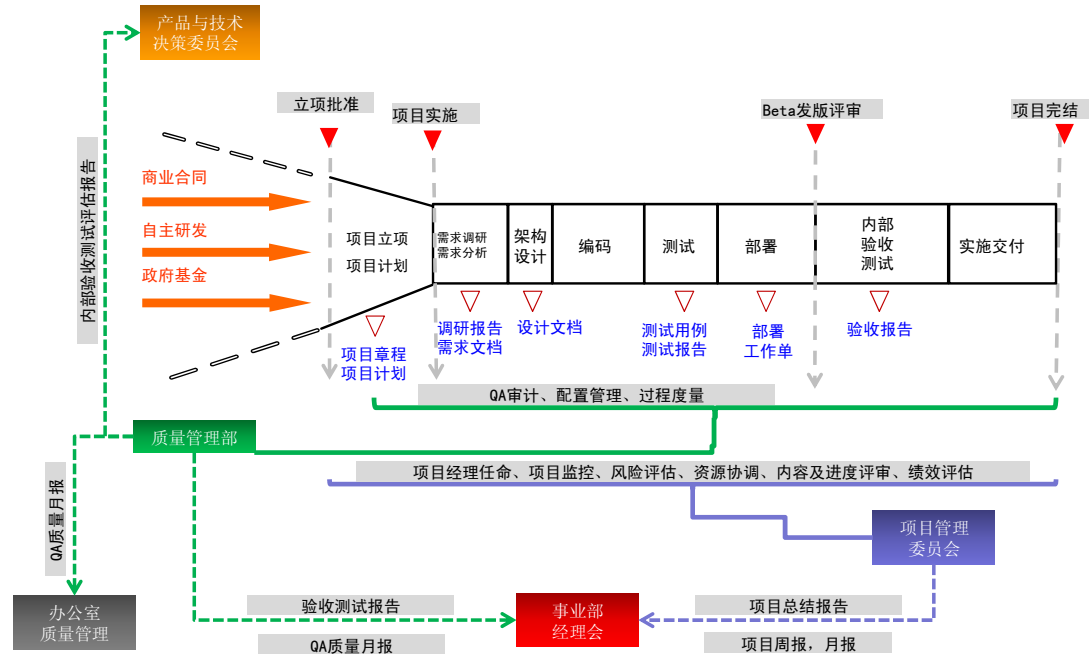 产品与技术
决策委员会
立项批准
项目实施
Beta发版评审
项目完结
内部验收测试评估报告
商业合同
自主研发
政府基金
项目立项
项目计划
需求调研
需求分析
架构
设计
编码
测试
部署
内部
验收
测试
实施交付
项目章程
项目计划
调研报告
需求文档
设计文档
测试用例
测试报告
部署
工作单
验收报告
QA审计、配置管理、过程度量
质量管理部
项目经理任命、项目监控、风险评估、资源协调、内容及进度评审、绩效评估
QA质量月报
项目管理
委员会
办公室
质量管理
验收测试报告
QA质量月报
事业部
经理会
项目总结报告
项目周报，月报